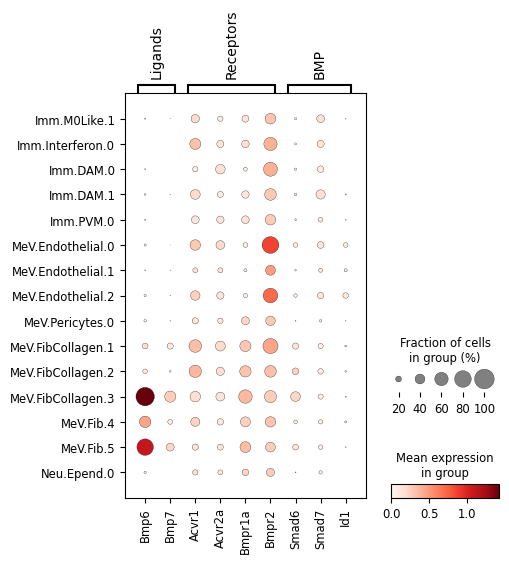 Ligands
Receptors
BMP
Imm.M0Like.1
Imm.Interferon.0
Imm.DAM.0
Imm.DAM.1
Imm.PVM.0
MeV.Endothelial.0
MeV.Endothelial.1
MeV.Endothelial.2
MeV.Pericytes.0
MeV.FibCollagen.1
MeV.FibCollagen.2
MeV.FibCollagen.3
MeV.Fib.4
MeV.Fib.5
Neu.Epend.0
Bmp6
Bmp7
Acvr1
Acvr2a
Bmpr1a
Bmpr2
Smad6
Smad7
Id1
Fraction of cells
in group (%)
20 40 60 80 100
Mean expression
in group
0.0 0.5 1.0